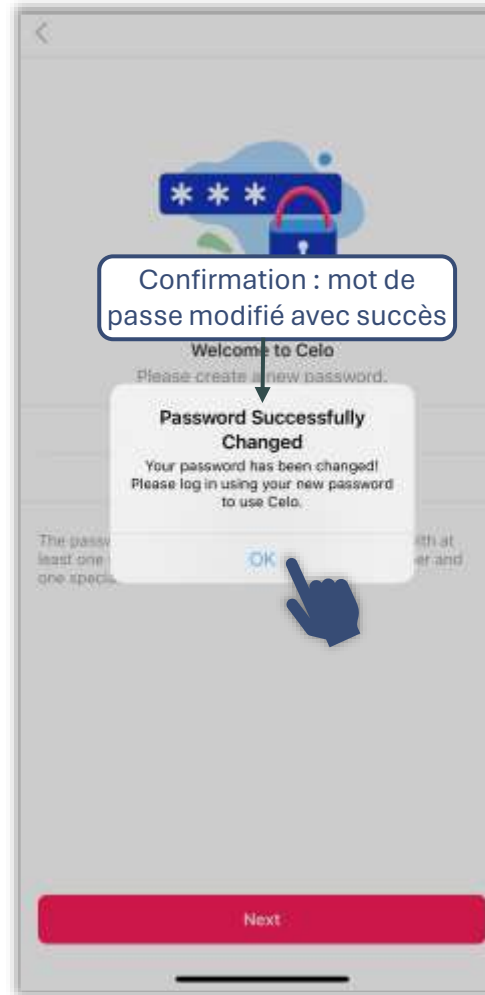 * * *
Confirmation : mot de
passe modifié avec succès
Welcome to Celo
Please create a new password.
Password Successfully
Changed
Your password has been changed!
Please log in using your new password
to use Celo.
The passw ith at
least one er and
one specia
OK
Next